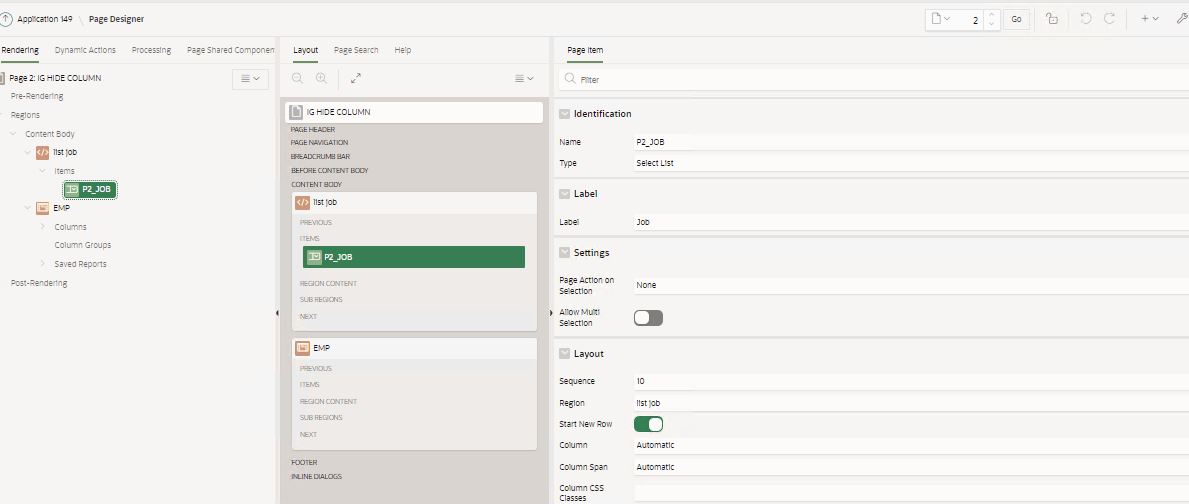 Application 149 \ Page Designer
2
Go
Rendering Dynamic Actions Processing Page Shared Componen
Page 2: IG HIDE COLUMN
Pre-Rendering
Regions
Content Body
list job
Items
P2_JOB
EMP
Columns
Column Groups
Saved Reports
Post-Rendering
Layout Page Search Help
IG HIDE COLUMN
PAGE HEADER
PAGE NAVIGATION
BREADCRUMB BAR
BEFORE CONTENT BODY
CONTENT BODY
list job
PREVIOUS
ITEMS
P2_JOB
REGION CONTENT
SUB REGIONS
NEXT
EMP
PREVIOUS
ITEMS
REGION CONTENT
SUB REGIONS
NEXT
FOOTER
INLINE DIALOGS
Page Item
Filter
Identification
Name P2_JOB
Type Select List
Label
Label Job
Settings
Page Action on
Selection
None
Allow Multi
Selection
Layout
Sequence 10
Region list job
Start New Row
Column Automatic
Column Span Automatic
Column CSS
Classes